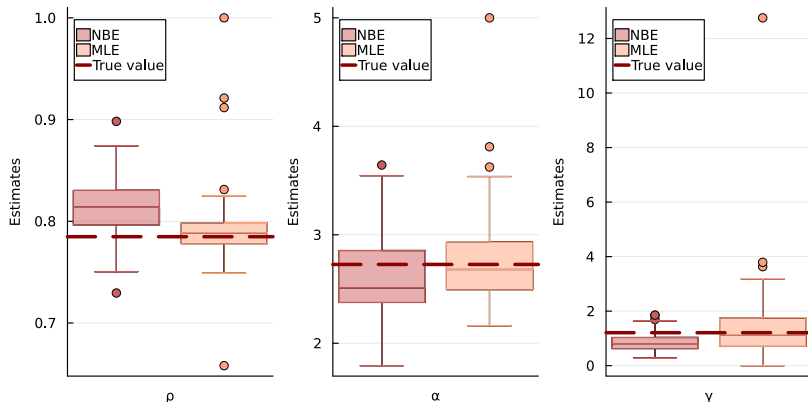 1.0
0.9
0.8
0.7
Estimates
NBE
MLE
True value
ρ
5
4
3
2
Estimates
NBE
MLE
True value
α
12
10
8
6
4
2
0
Estimates
NBE
MLE
True value
γ